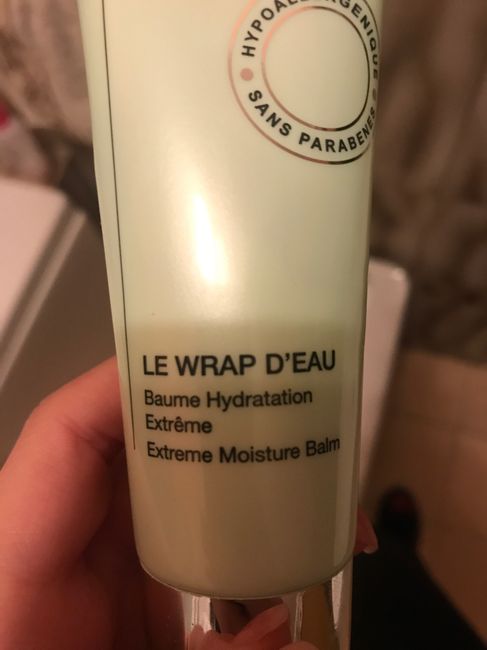 HYPOALLERGENIQUE
SANS PARABENES
LE WRAP D'EAU
Baume Hydratation
Extrême
Extreme Moisture Balm